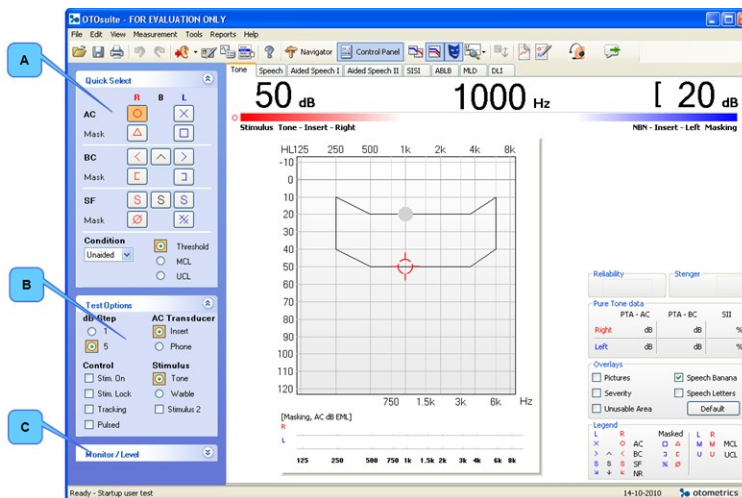 OTOsuite - FOR EVALUATION ONLY
File Edit View Measurement Tools Reports Help
Navigator Control Panel
A
Quick Select
R B L
AC
Mask
BC
Mask
SF S S S
Mask
Condition
Unaided
Threshold
MCL
UCL
B
Test Options
dB Step AC Transducer
1 Insert
5 Phone
Control Stimulus
Stim. On Tone
Stim. Lock Warble
Tracking Stimulus 2
Pulsed
C
Monitor / Level
Tone Speech Aided Speech I Aided Speech II SISI ABLB MLD DLI
50 dB 1000 Hz [ 20 dB
Stimulus Tone - Insert - Right NBN - Insert - Left Masking
HL 125 250 500 1k 2k 4k 8k
-10
0
10
20
30
40
50
60
70
80
90
100
110
120
750 1.5k 3k 6k Hz
[Masking, AC dB EML]
R
L
125 250 500 750 1k 1.5k 2k 3k 4k 6k 8k
Reliability Stenger
Pure Tone data
PTA - AC PTA - BC SII
Right dB dB %
Left dB dB %
Overlays
Pictures Speech Banana
Severity Speech Letters
Unusable Area Default
Legend
L R Masked L R
AC M M MCL
BC U U UCL
S S SF
NR
Ready - Startup user test 14-10-2010 otometrics